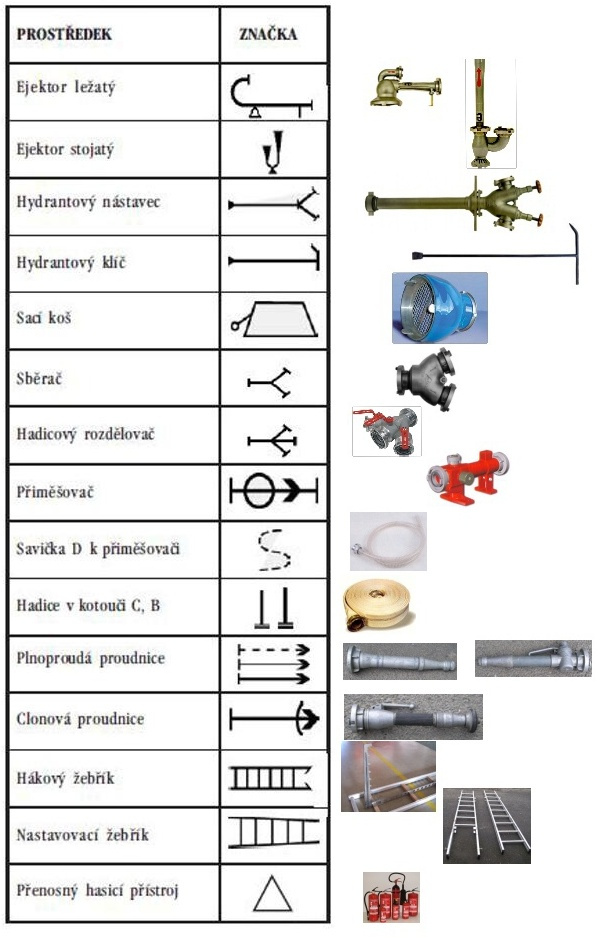 PROSTŘEDEK ZNAČKA
Ejektor ležatý
Ejektor stojatý
Hydrantový nástavec
Hydrantový klíč
Sací koš
Sběrač
Hadicový rozdělovač
Přiměšovač
Savička D k přiměšovači
Hadice v kotouči C, B
Plnoproudá proudnice
Clonová proudnice
Hákový žebřík
Nastavovací žebřík
Přenosný hasicí přístroj